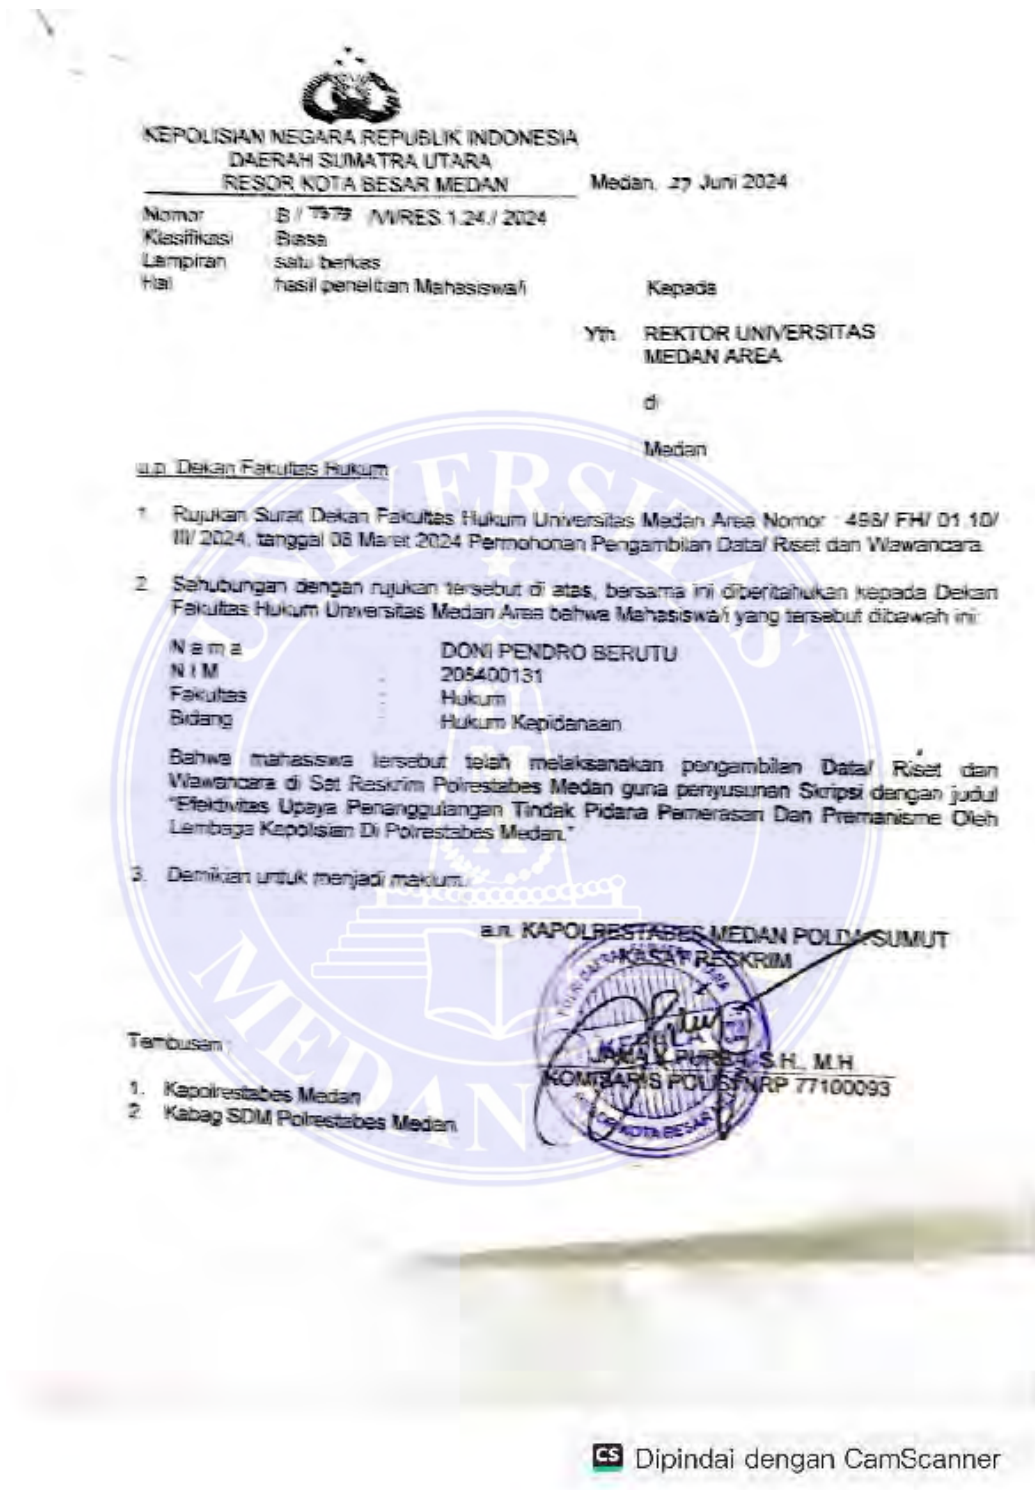 KEPOLISIAN NEGARA REPUBLIK INDONESIA
DAERAH SUMATRA UTARA
RESOR KOTA BESAR MEDAN
Medan, 27 Juni 2024
Nomor B / /VI/RES.1.24./ 2024
Klasifikasi Biasa
Lampiran satu berkas
Hal hasil penelitian Mahasiswa/i
Kepada
Yth. REKTOR UNIVERSITAS
MEDAN AREA
di
Medan
u.p. Dekan Fakultas Hukum
1. Rujukan Surat Dekan Fakultas Hukum Universitas Medan Area Nomor : 498/ FH/ 01.10/
III/ 2024, tanggal 08 Maret 2024 Permohonan Pengambilan Data/ Riset dan Wawancara.
2. Sehubungan dengan rujukan tersebut di atas, bersama ini diberitahukan kepada Dekan
Fakultas Hukum Universitas Medan Area bahwa Mahasiswa/i yang tersebut dibawah ini:
N a m a DONI PENDRO BERUTU
N I M : 208400131
Fakultas : Hukum
Bidang : Hukum Kepidanaan
Bahwa mahasiswa tersebut telah melaksanakan pengambilan Data/ Riset dan
Wawancara di Sat Reskrim Polrestabes Medan guna penyusunan Skripsi dengan judul
"Efektivitas Upaya Penanggulangan Tindak Pidana Pemerasan Dan Premanisme Oleh
Lembaga Kepolisian Di Polrestabes Medan."
3. Demikian untuk menjadi maklum.
a.n. KAPOLRESTABES MEDAN POLDA SUMUT
KASAT RESKRIM
KEPALA
S.H., M.H.
KOMISARIS POLISI NRP 77100093
Tembusan :
1. Kapolrestabes Medan
2. Kabag SDM Polrestabes Medan
UNIVERSITAS
MEDAN AREA
CS Dipindai dengan CamScanner